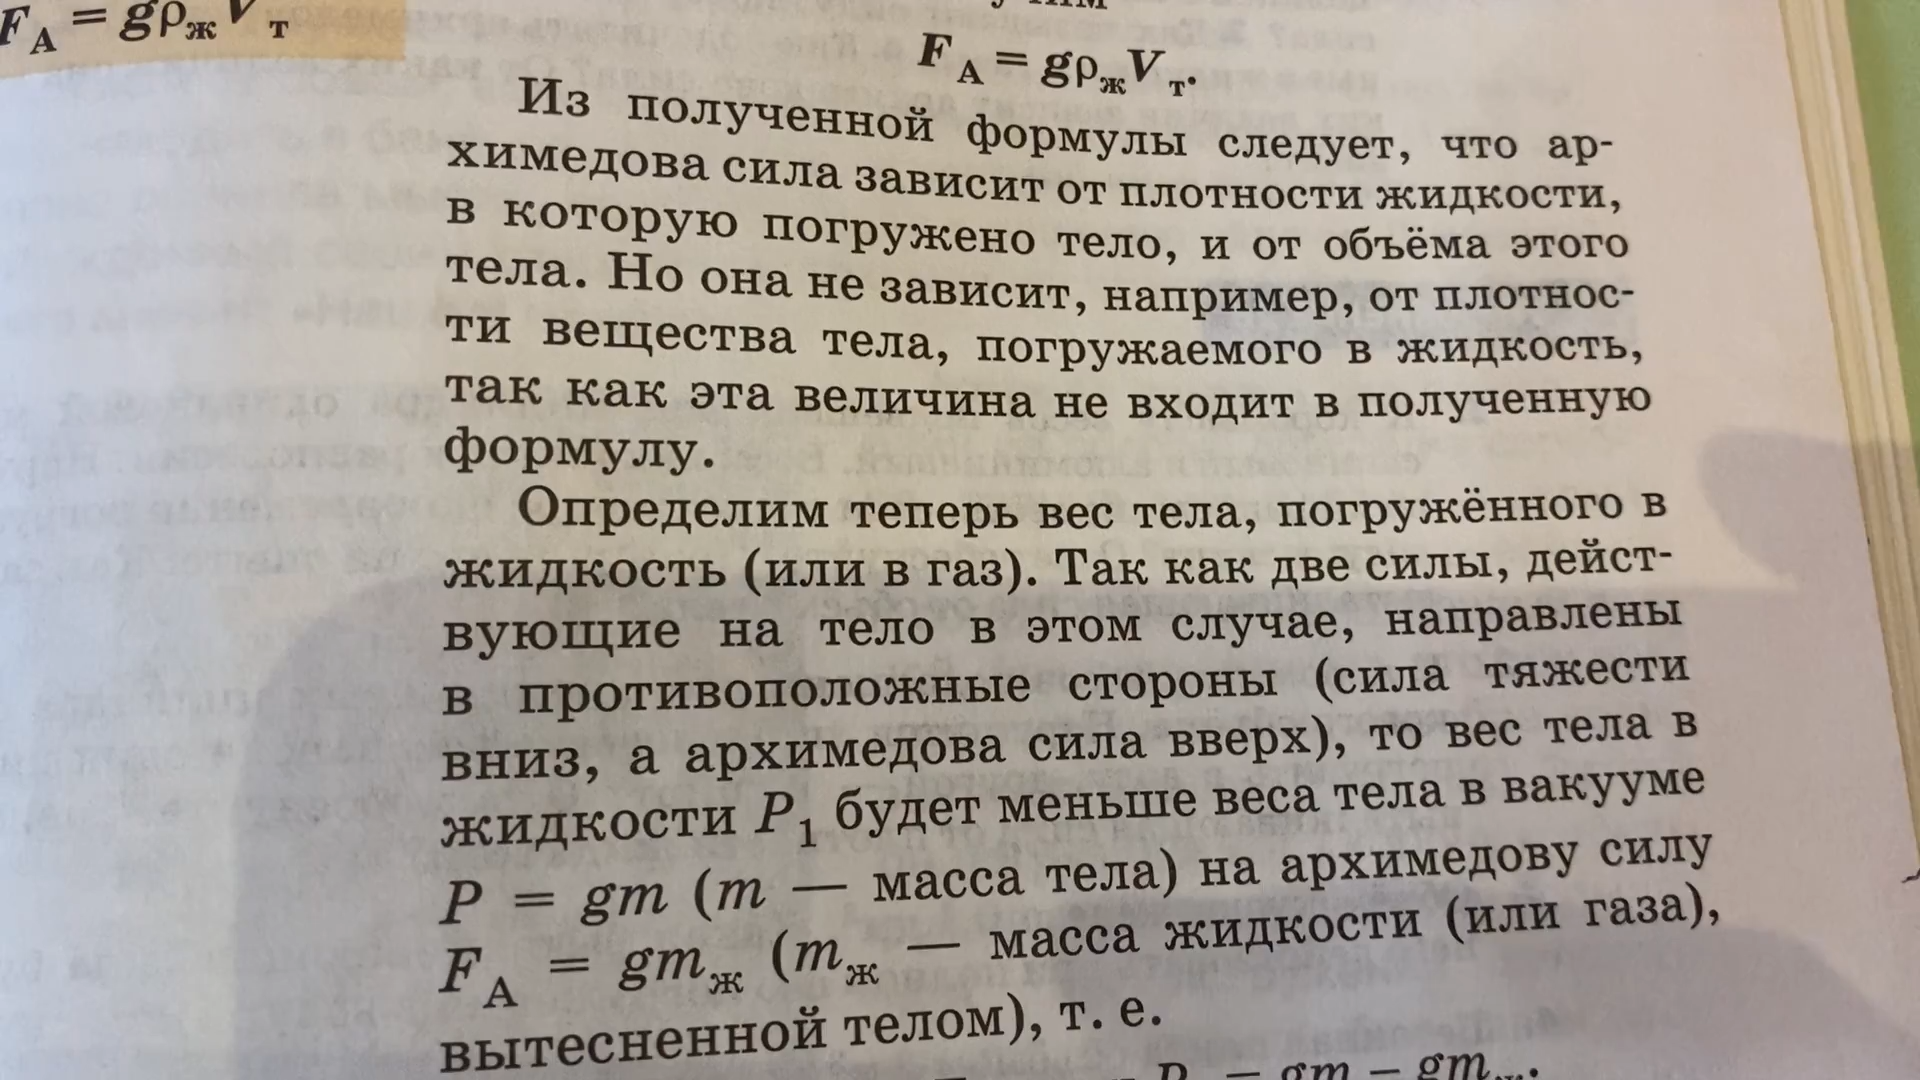 F_A = gρ_ж V_т
F_A = gρ_ж V_т.
Из полученной формулы следует, что ар-
химедова сила зависит от плотности жидкости,
в которую погружено тело, и от объёма этого
тела. Но она не зависит, например, от плотнос-
ти вещества тела, погружаемого в жидкость,
так как эта величина не входит в полученную
формулу.
Определим теперь вес тела, погружённого в
жидкость (или в газ). Так как две силы, дейст-
вующие на тело в этом случае, направлены
в противоположные стороны (сила тяжести
вниз, а архимедова сила вверх), то вес тела в
жидкости P₁ будет меньше веса тела в вакууме
P = gm (m — масса тела) на архимедову силу
F_A = gm_ж (m_ж — масса жидкости (или газа),
вытесненной телом), т. е.
= gm – gm